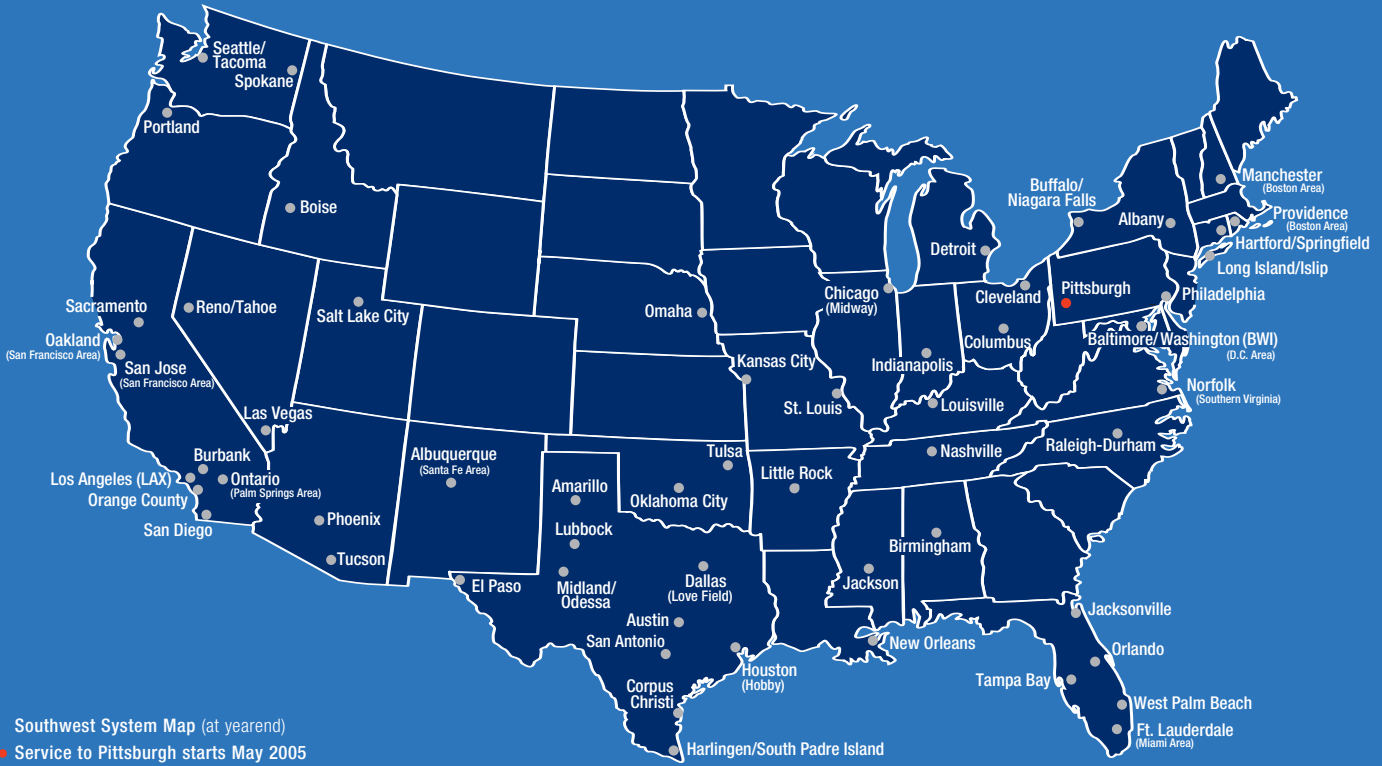 Seattle/
Tacoma
Spokane
Portland
Boise
Buffalo/
Niagara Falls
Manchester
(Boston Area)
Albany
Providence
(Boston Area)
Hartford/Springfield
Long Island/Islip
Detroit
Sacramento
Reno/Tahoe
Salt Lake City
Omaha
Chicago
(Midway)
Cleveland
Pittsburgh
Philadelphia
Oakland
(San Francisco Area)
San Jose
(San Francisco Area)
Kansas City
Indianapolis
Columbus
Baltimore/Washington (BWI)
(D.C. Area)
Las Vegas
St. Louis
Louisville
Norfolk
(Southern Virginia)
Burbank
Los Angeles (LAX)
Ontario
(Palm Springs Area)
Orange County
San Diego
Albuquerque
(Santa Fe Area)
Tulsa
Nashville
Raleigh-Durham
Amarillo
Oklahoma City
Little Rock
Phoenix
Lubbock
Birmingham
Tucson
El Paso
Midland/
Odessa
Dallas
(Love Field)
Jackson
Austin
San Antonio
Houston
(Hobby)
New Orleans
Jacksonville
Orlando
Tampa Bay
Corpus
Christi
West Palm Beach
Ft. Lauderdale
(Miami Area)
Harlingen/South Padre Island
Southwest System Map (at yearend)
Service to Pittsburgh starts May 2005